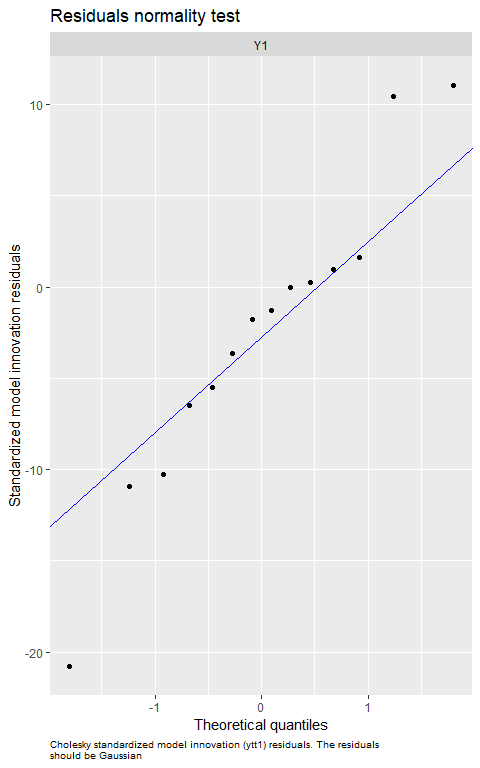 Residuals normality test
Y1
Standardized model innovation residuals
10
0
-10
-20
-1
0
1
Theoretical quantiles
Cholesky standardized model innovation (ytt1) residuals. The residuals
should be Gaussian